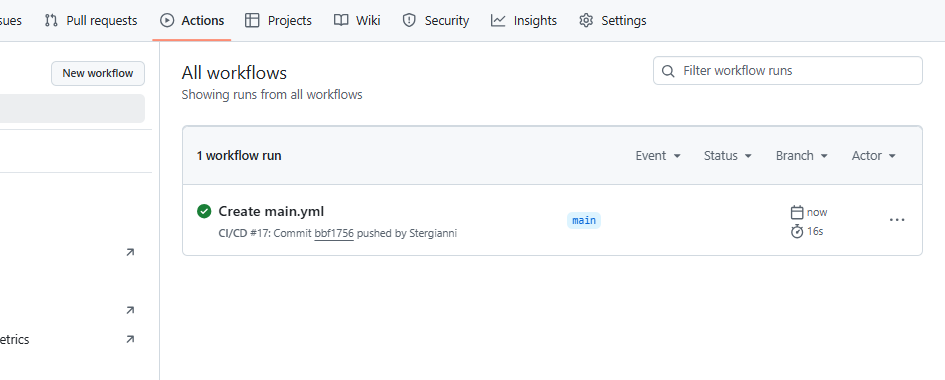 sues Pull requests Actions Projects Wiki Security Insights Settings
New workflow
All workflows
Showing runs from all workflows
Filter workflow runs
1 workflow run Event Status Branch Actor
Create main.yml
CI/CD #17: Commit bbf1756 pushed by Stergianni
main
now
16s
etrics